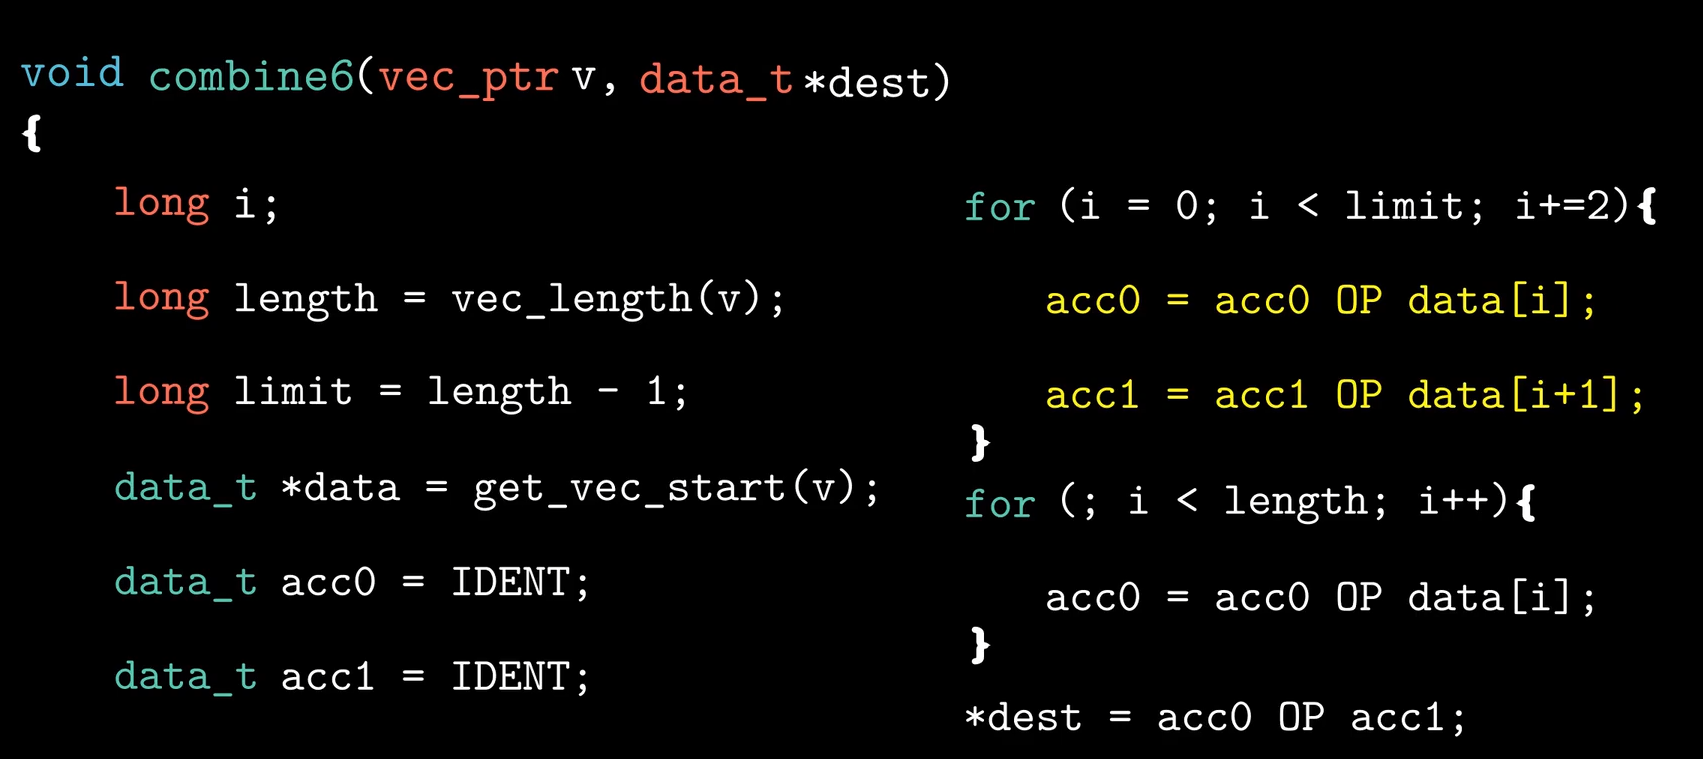 void combine6(vec_ptr v, data_t *dest)
{
long i;
long length = vec_length(v);
long limit = length - 1;
data_t *data = get_vec_start(v);
data_t acc0 = IDENT;
data_t acc1 = IDENT;
for (i = 0; i < limit; i+=2){
acc0 = acc0 OP data[i];
acc1 = acc1 OP data[i+1];
}
for (; i < length; i++){
acc0 = acc0 OP data[i];
}
*dest = acc0 OP acc1;